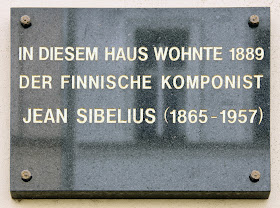 IN DIESEM HAUS WOHNTE 1889
DER FINNISCHE KOMPONIST
JEAN SIBELIUS (1865-1957)